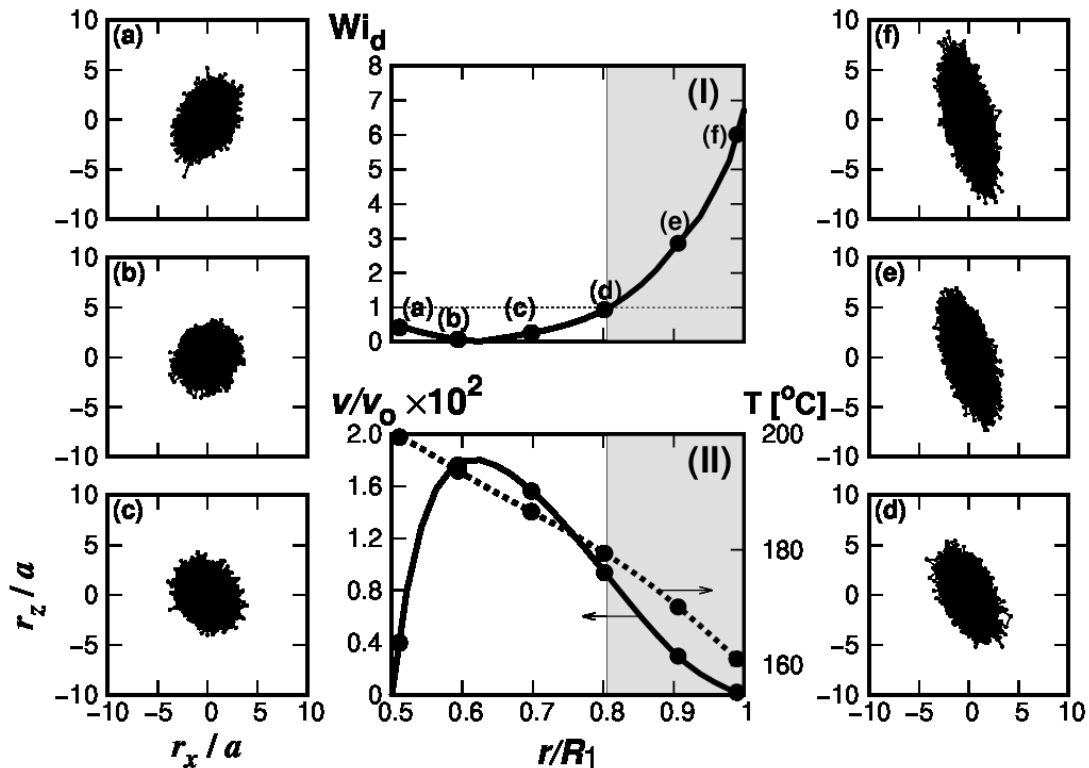 (a)
10
5
0
−5
−10
(b)
10
5
0
−5
−10
(c)
10
5
0
−5
−10
−10 −5 0 5 10
r_z / a
r_x / a
Wi_d
8
7
6
5
4
3
2
1
0
(I)
(a)
(b)
(c)
(d)
(e)
(f)
v/v_o ×10^2
T [°C]
2.0
1.6
1.2
0.8
0.4
0
(II)
200
180
160
0.5 0.6 0.7 0.8 0.9 1
r/R_1
(f)
10
5
0
−5
−10
(e)
10
5
0
−5
−10
(d)
10
5
0
−5
−10
−10 −5 0 5 10